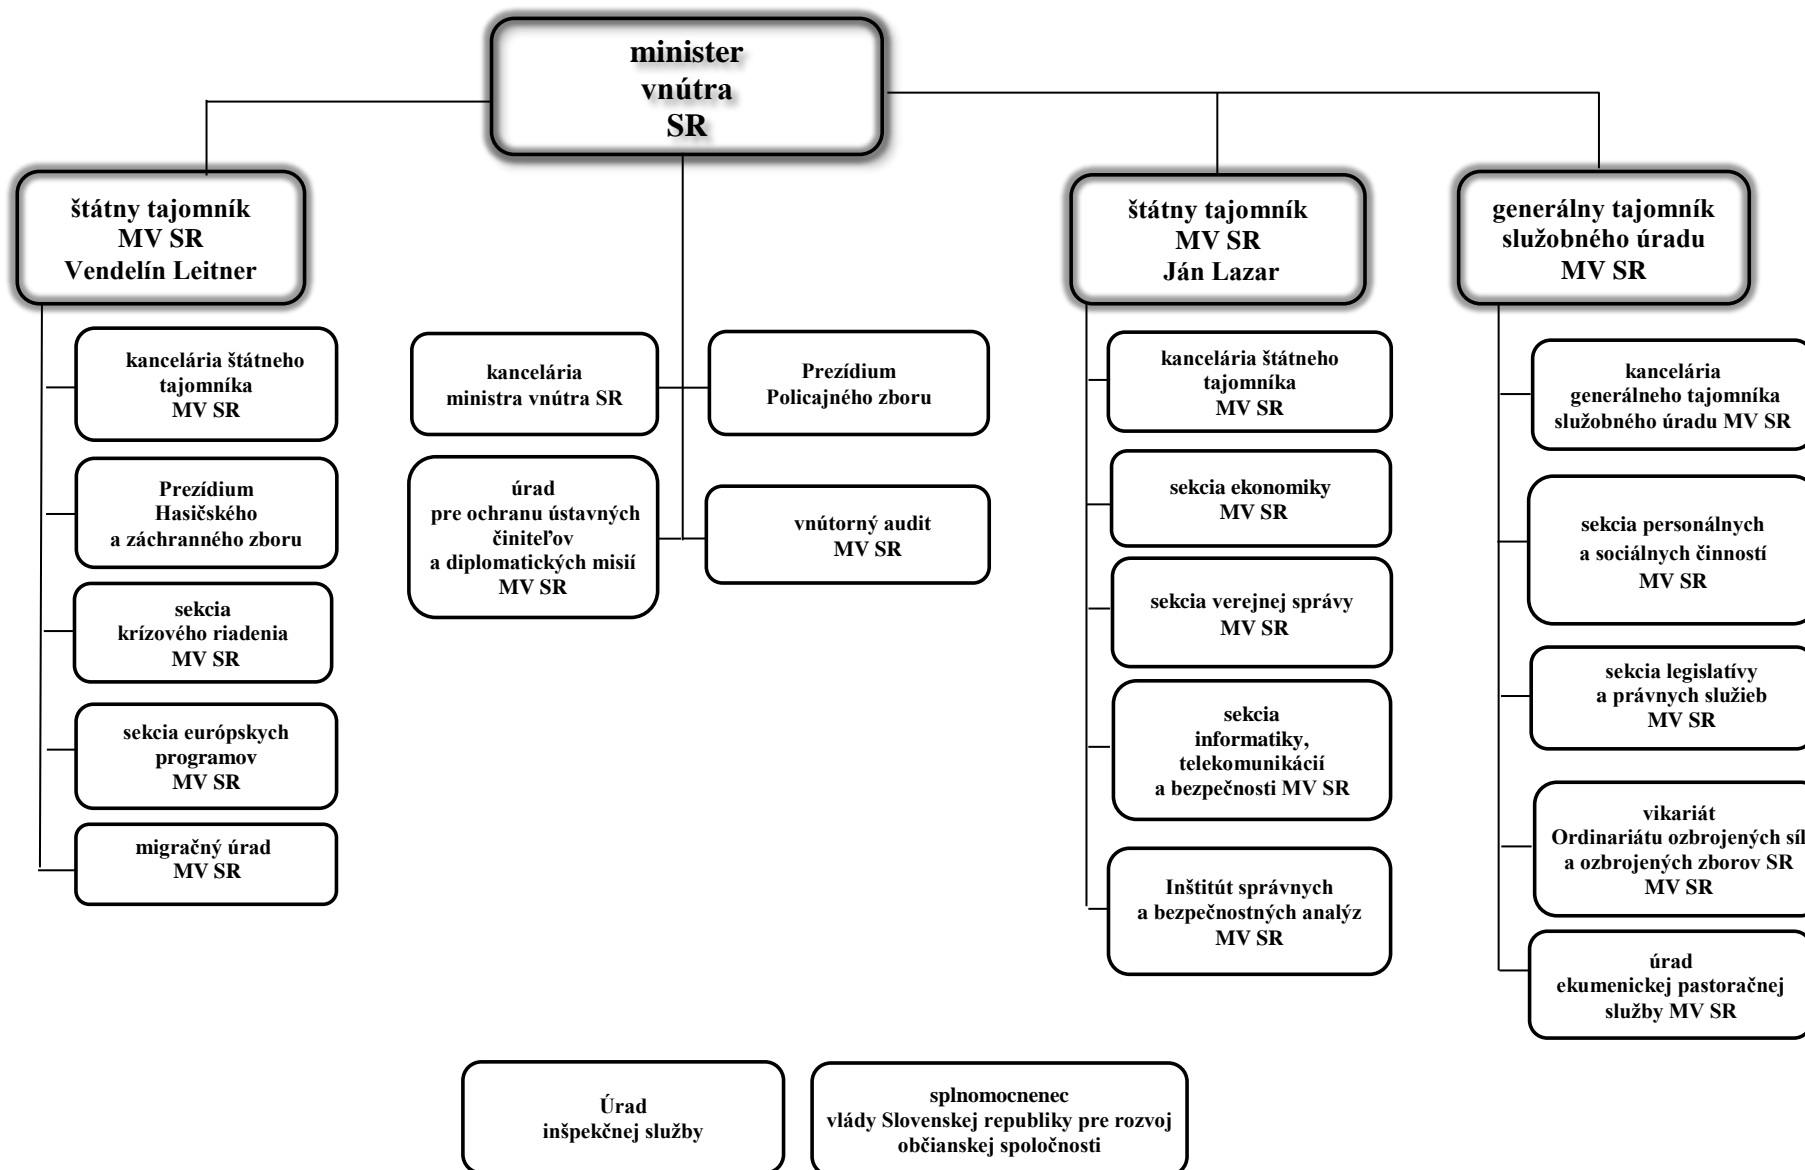 minister
vnútra
SR
štátny tajomník
MV SR
Vendelín Leitner
štátny tajomník
MV SR
Ján Lazar
generálny tajomník
služobného úradu
MV SR
kancelária štátneho
tajomníka
MV SR
Prezídium
Hasičského
a záchranného zboru
sekcia
krízového riadenia
MV SR
sekcia európskych
programov
MV SR
migračný úrad
MV SR
kancelária
ministra vnútra SR
Prezídium
Policajného zboru
úrad
pre ochranu ústavných
činiteľov
a diplomatických misií
MV SR
vnútorný audit
MV SR
kancelária štátneho
tajomníka
MV SR
sekcia ekonomiky
MV SR
sekcia verejnej správy
MV SR
sekcia
informatiky,
telekomunikácií
a bezpečnosti MV SR
Inštitút správnych
a bezpečnostných analýz
MV SR
kancelária
generálneho tajomníka
služobného úradu MV SR
sekcia personálnych
a sociálnych činností
MV SR
sekcia legislatívy
a právnych služieb
MV SR
vikariát
Ordinariátu ozbrojených síl
a ozbrojených zborov SR
MV SR
úrad
ekumenickej pastoračnej
služby MV SR
Úrad
inšpekčnej služby
splnomocnenec
vlády Slovenskej republiky pre rozvoj
občianskej spoločnosti